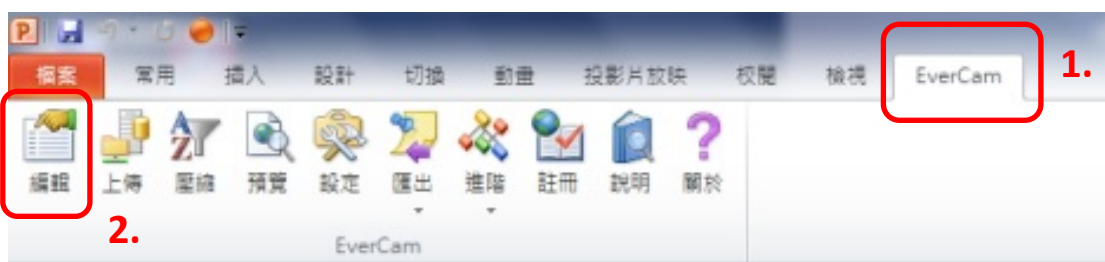 檔案 常用 插入 設計 切換 動畫 投影片放映 校閱 檢視 EverCam 1.
編輯 上傳 壓縮 預覽 設定 匯出 進階 註冊 說明 關於
2.
EverCam